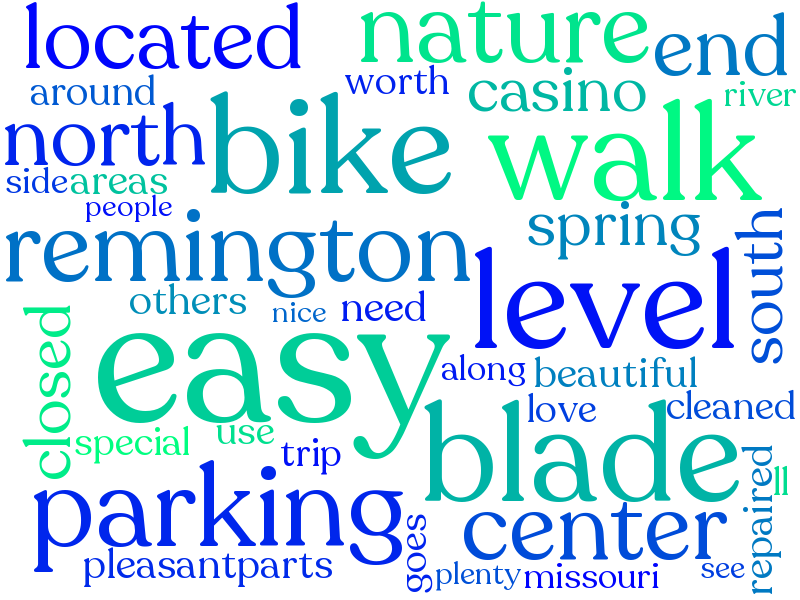 located
nature
end
around
worth
casino
river
north
bike
walk
side
areas
people
spring
remington
south
level
others
nice
need
closed
easy
along
beautiful
love
cleaned
special
use
trip
blade
ll
parking
center
repaired
goes
pleasant
parts
plenty
missouri
see